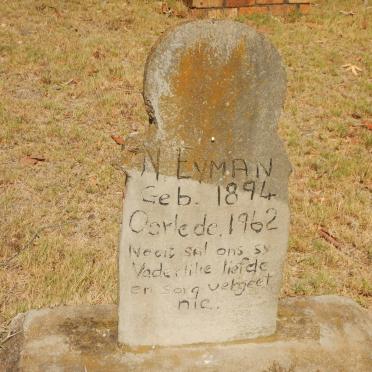 N EYMAN
Geb. 1894
Oorlede. 1962
Nooit sal ons sy
Vaderlike liefde
en sorg vergeet
nie.